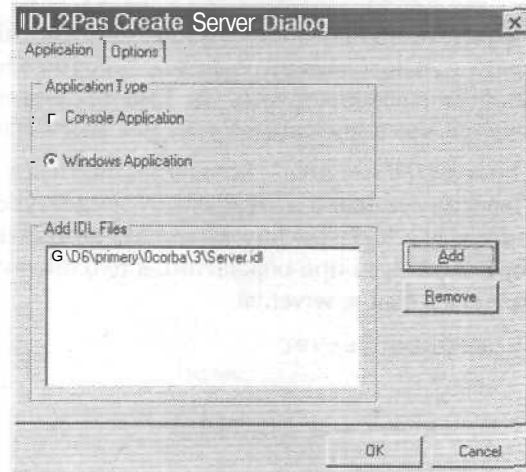 IDL2Pas Create Server Dialog
Application Options
Application Type
Console Application
Windows Application
Add IDL Files
G\D6\primery\0corba\3\Server.idl
Add
Remove
OK Cancel